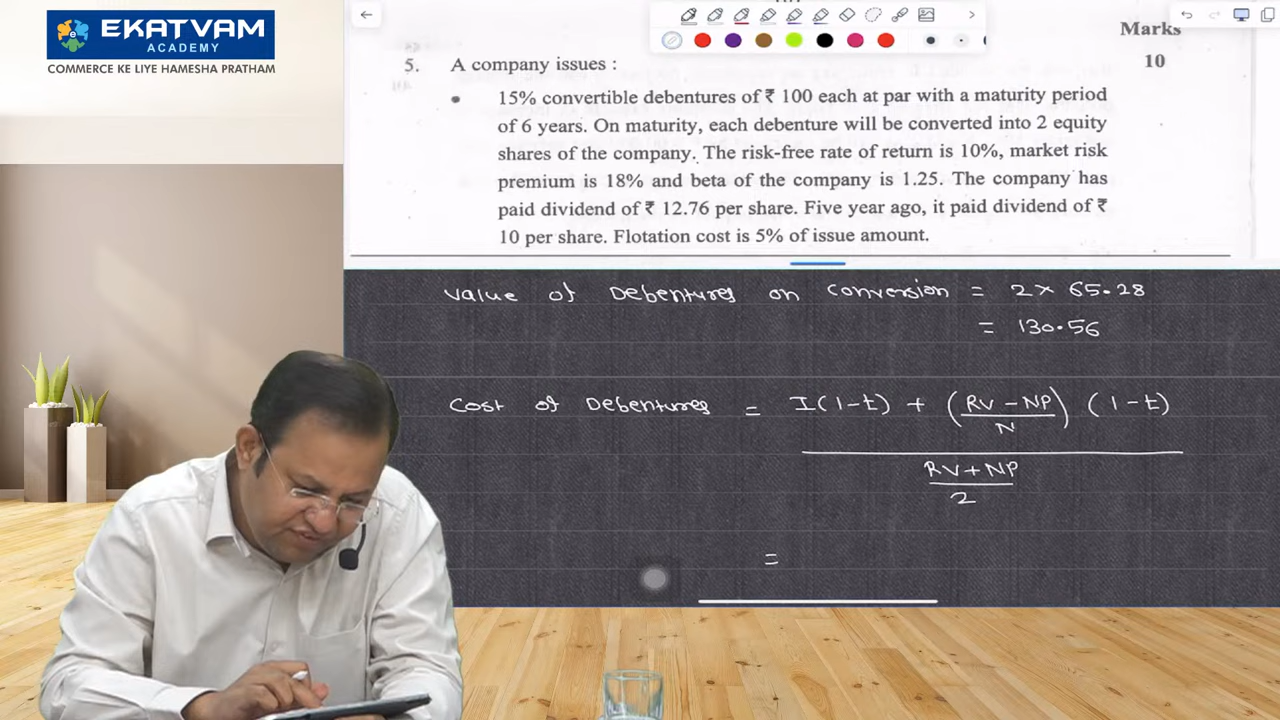 EKATVAM
ACADEMY
COMMERCE KE LIYE HAMESHA PRATHAM
Marks
5. A company issues : 10
• 15% convertible debentures of ₹ 100 each at par with a maturity period
of 6 years. On maturity, each debenture will be converted into 2 equity
shares of the company. The risk-free rate of return is 10%, market risk
premium is 18% and beta of the company is 1.25. The company has
paid dividend of ₹ 12.76 per share. Five year ago, it paid dividend of ₹
10 per share. Flotation cost is 5% of issue amount.
Value of Debentures on conversion = 2 × 65.28
= 130.56
Cost of Debentures = I(1-t) + (RV-NP/N) (1-t)
RV+NP
2
=